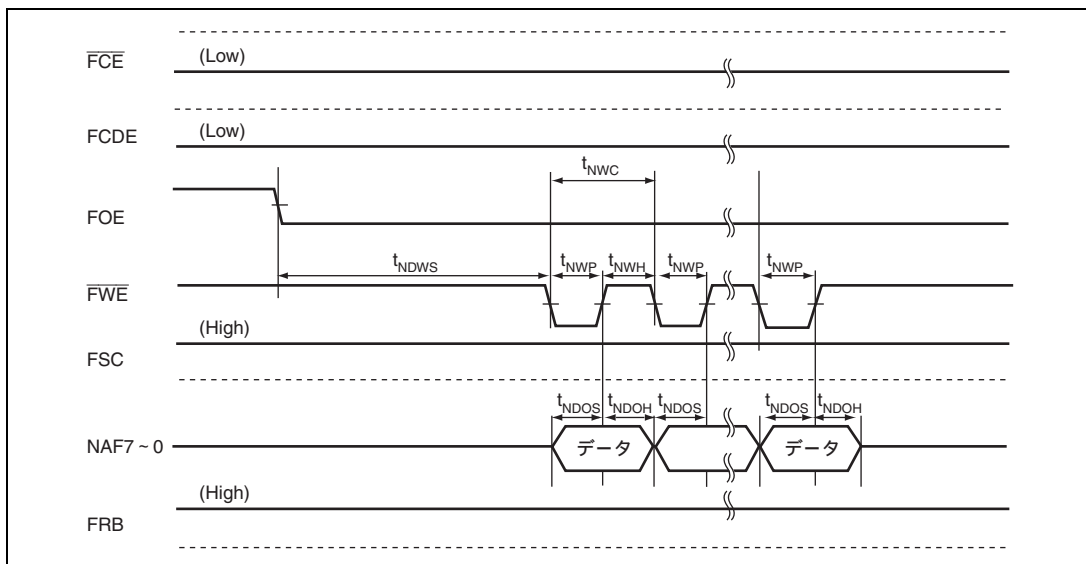 FCE (Low)
FCDE (Low)
tNWC
FOE
tNDWS tNWP tNWH tNWP tNWP
FWE
(High)
FSC
tNDOS tNDOH tNDOS tNDOS tNDOH
NAF7 ~ 0 データ データ
(High)
FRB